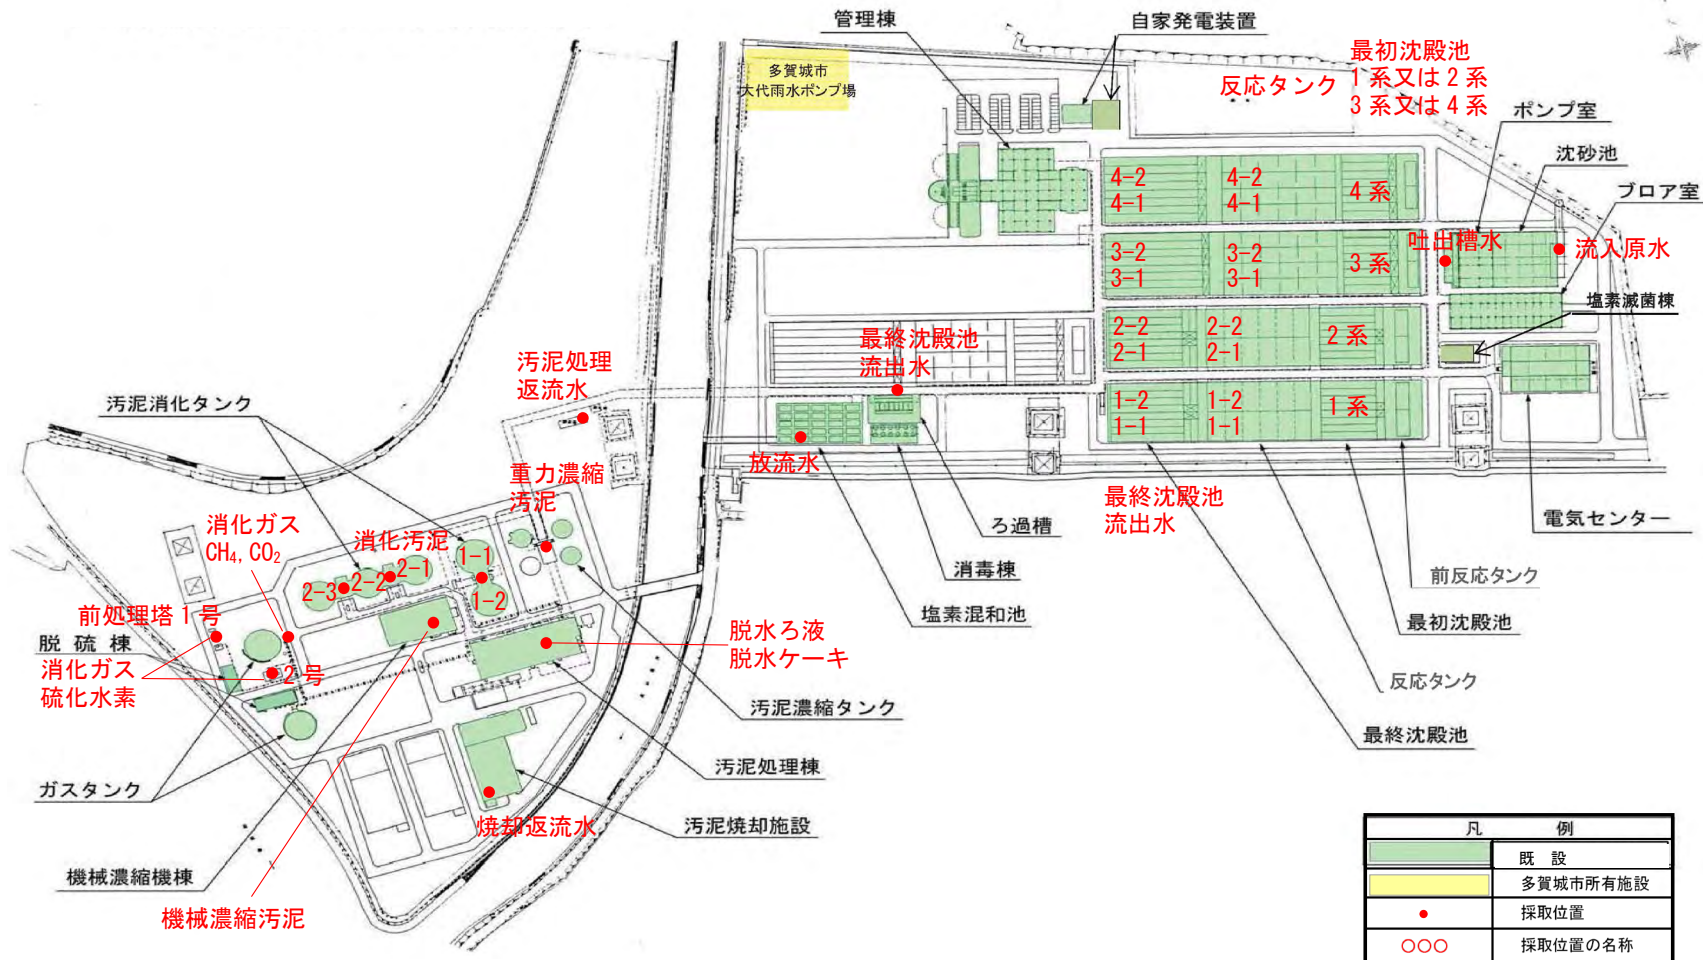 管理棟
自家発電装置
多賀城市
大代雨水ポンプ場
反応タンク
最初沈殿池
1系又は2系
3系又は4系
ポンプ室
沈砂池
ブロア室
4-2
4-1
4-2
4-1
4系
3-2
3-1
3-2
3-1
3系
吐出槽水
流入原水
塩素滅菌棟
2-2
2-1
2-2
2-1
2系
1-2
1-1
1-2
1-1
1系
最終沈殿池
流出水
汚泥処理
返流水
汚泥消化タンク
放流水
重力濃縮
汚泥
最終沈殿池
流出水
電気センター
ろ過槽
消毒棟
塩素混和池
前反応タンク
最初沈殿池
反応タンク
最終沈殿池
消化ガス
CH₄, CO₂
消化汚泥
1-1
1-2
2-1
2-2
2-3
前処理塔1号
脱硫棟
消化ガス
硫化水素
2号
脱水ろ液
脱水ケーキ
汚泥濃縮タンク
汚泥処理棟
ガスタンク
焼却返流水
汚泥焼却施設
機械濃縮機棟
機械濃縮汚泥
凡 例
既 設
多賀城市所有施設
採取位置
○○○ 採取位置の名称